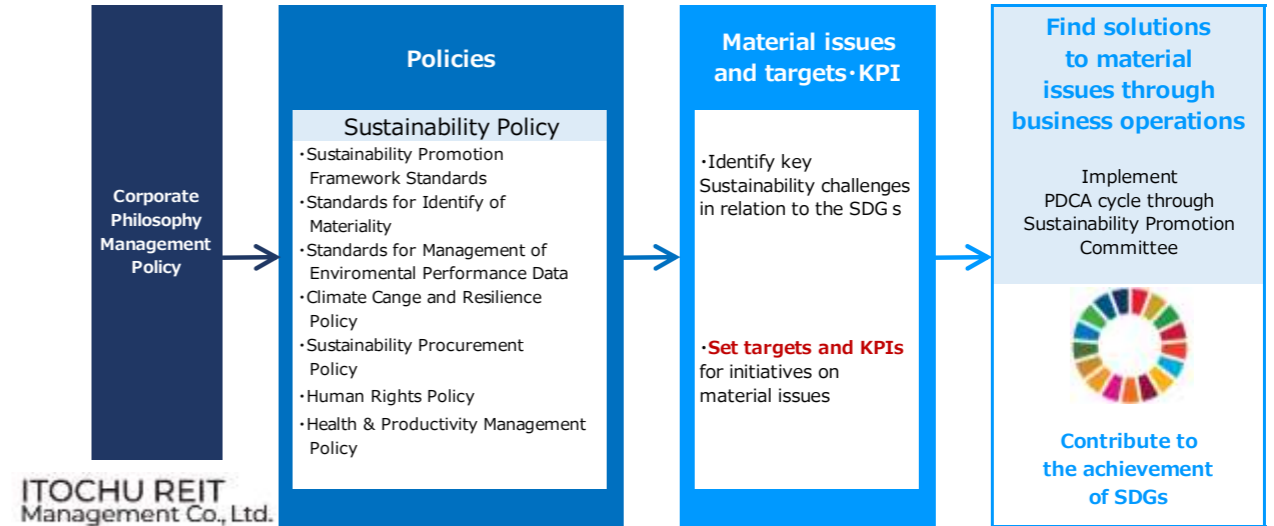 Corporate
Philosophy
Management
Policy
ITOCHU REIT
Management Co., Ltd.
Policies
Sustainability Policy
・Sustainability Promotion
Framework Standards
・Standards for Identify of
Materiality
・Standards for Management of
Enviromental Performance Data
・Climate Cange and Resilience
Policy
・Sustainability Procurement
Policy
・Human Rights Policy
・Health & Productivity Management
Policy
Material issues
and targets・KPI
・Identify key
Sustainability challenges
in relation to the SDGs
・Set targets and KPIs
for initiatives on
material issues
Find solutions
to material
issues through
business operations
Implement
PDCA cycle through
Sustainability Promotion
Committee
Contribute to
the achievement
of SDGs